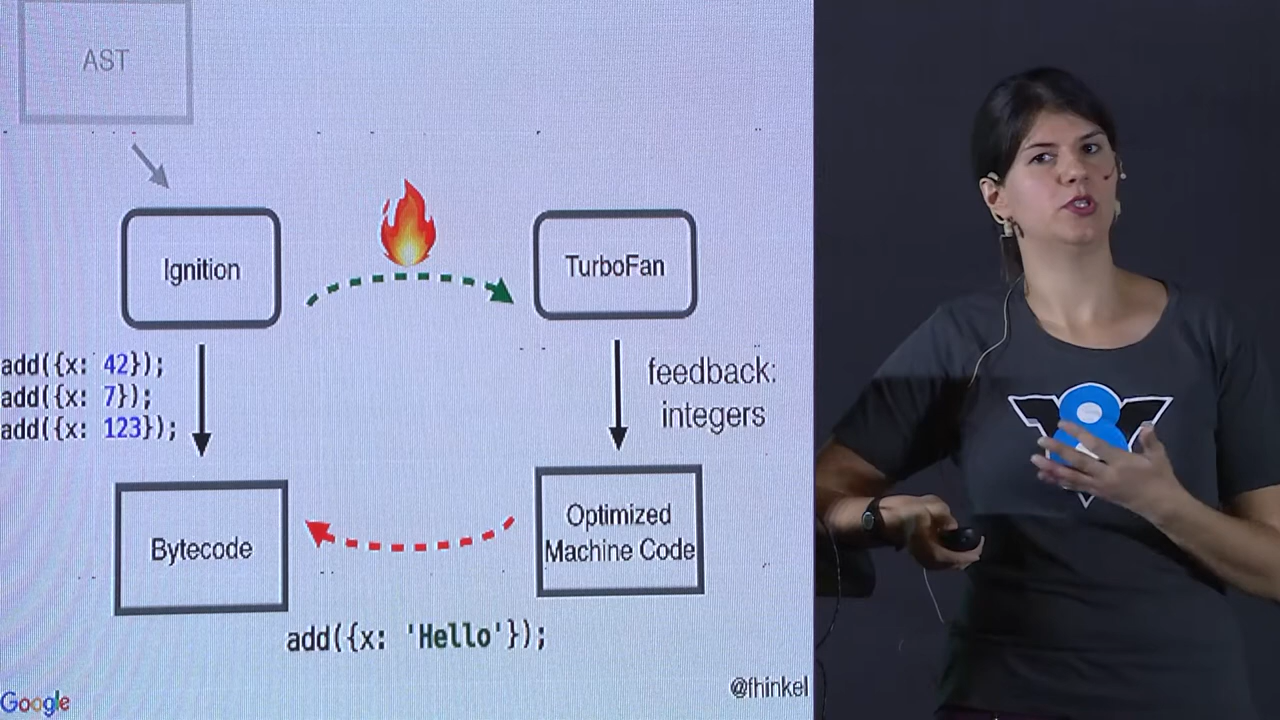 AST
Ignition
TurboFan
add({x: 42});
add({x: 7});
add({x: 123});
feedback:
integers
Bytecode
Optimized
Machine Code
add({x: 'Hello'});
Google
@fhinkel
V8